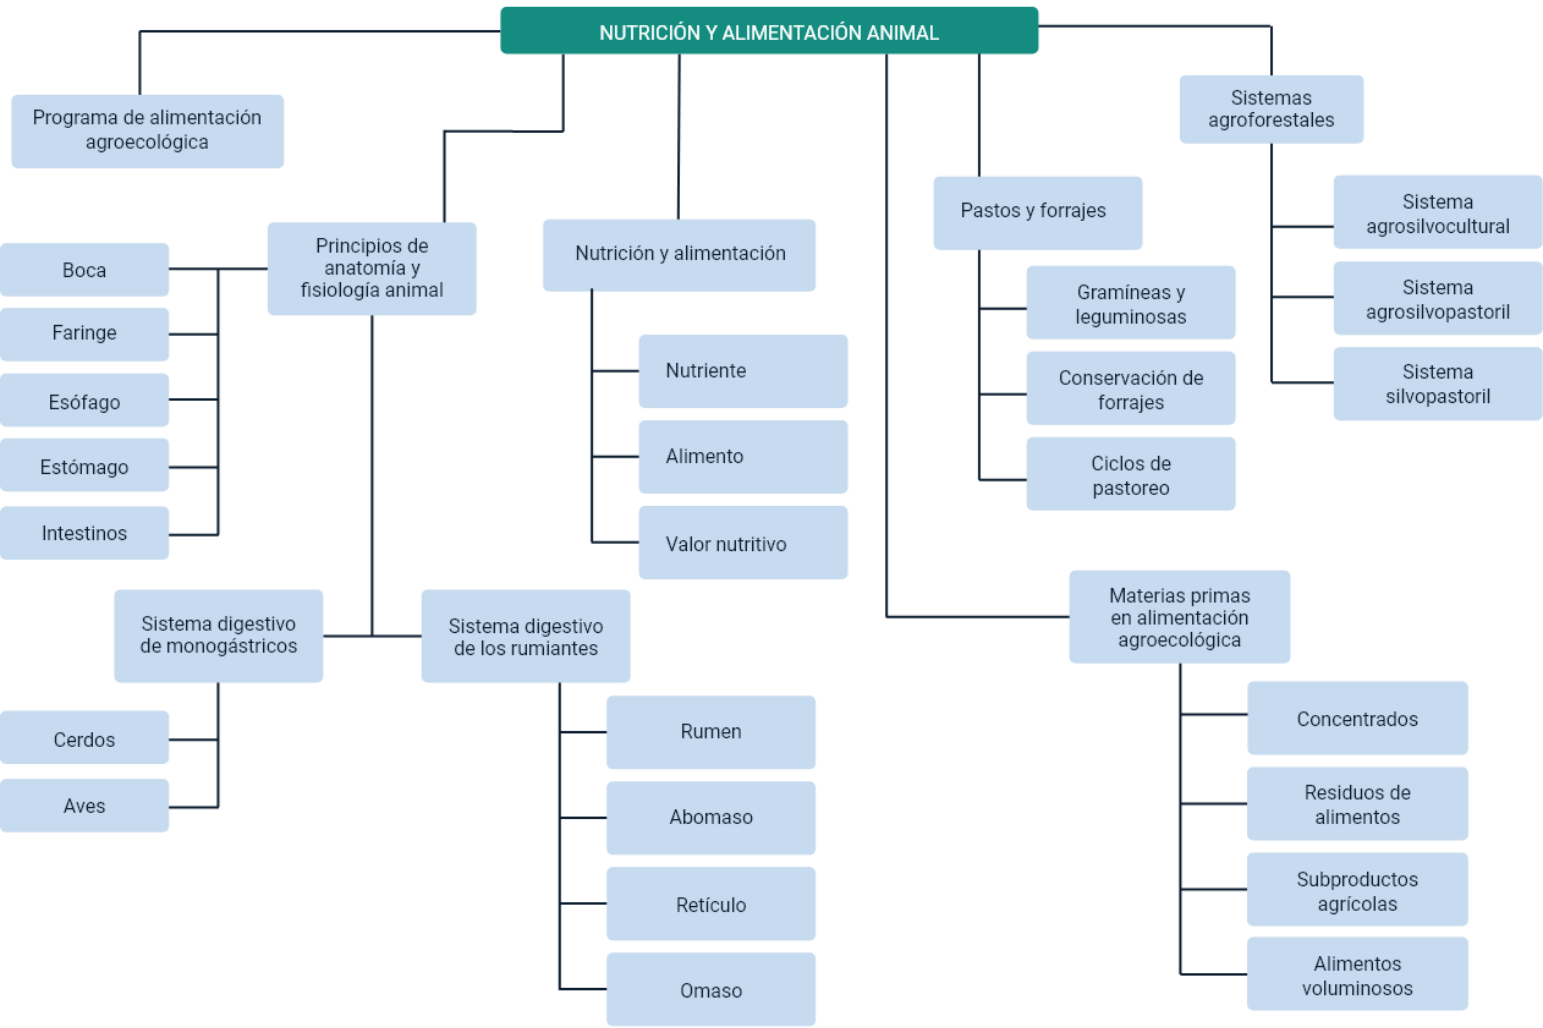 NUTRICIÓN Y ALIMENTACIÓN ANIMAL
Programa de alimentación
agroecológica
Principios de
anatomía y
fisiología animal
Boca
Faringe
Esófago
Estómago
Intestinos
Sistema digestivo
de monogástricos
Cerdos
Aves
Sistema digestivo
de los rumiantes
Rumen
Abomaso
Retículo
Omaso
Nutrición y alimentación
Nutriente
Alimento
Valor nutritivo
Materias primas
en alimentación
agroecológica
Concentrados
Residuos de
alimentos
Subproductos
agrícolas
Alimentos
voluminosos
Pastos y forrajes
Gramíneas y
leguminosas
Conservación de
forrajes
Ciclos de
pastoreo
Sistemas
agroforestales
Sistema
agrosilvocultural
Sistema
agrosilvopastoril
Sistema
silvopastoril